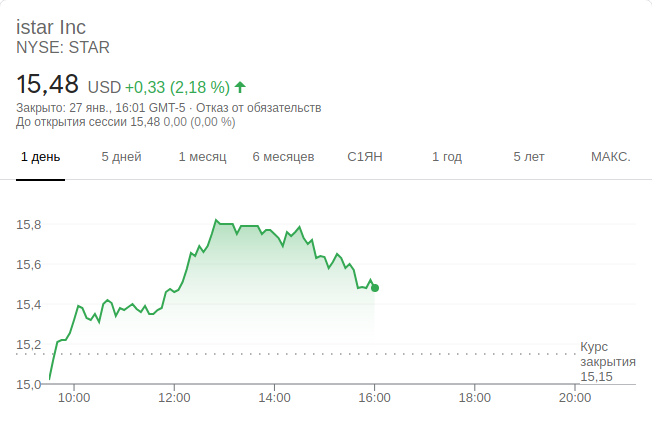 istar Inc
NYSE: STAR
15,48 USD +0,33 (2,18 %)
Закрыто: 27 янв., 16:01 GMT-5 · Отказ от обязательств
До открытия сессии 15,48 0,00 (0,00 %)
1 день 5 дней 1 месяц 6 месяцев С1ЯН 1 год 5 лет МАКС.
15,8
15,6
15,4
15,2
15,0
Курс
закрытия
15,15
10:00 12:00 14:00 16:00 18:00 20:00